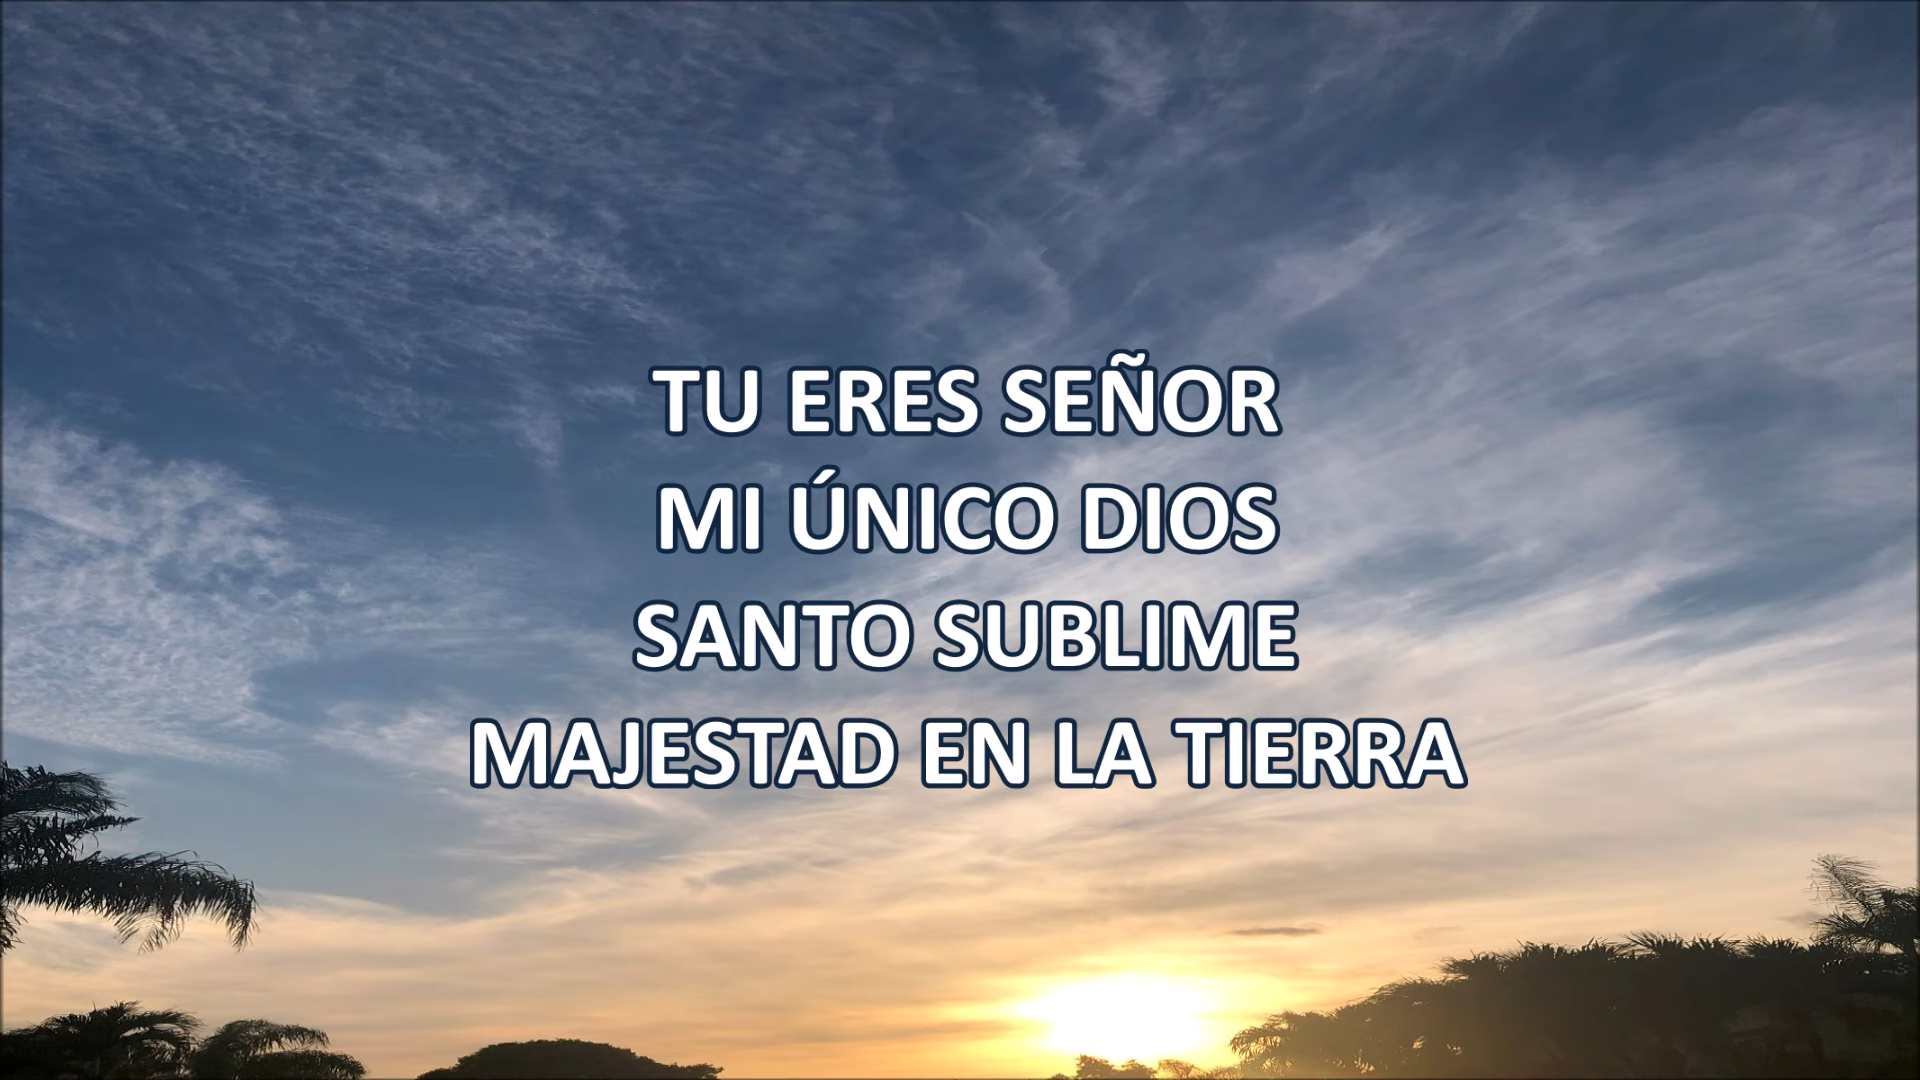 TU ERES SEÑOR
MI ÚNICO DIOS
SANTO SUBLIME
MAJESTAD EN LA TIERRA